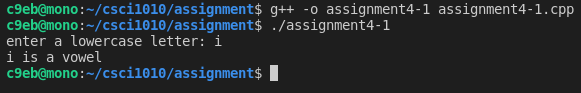 c9eb@mono:~/csci1010/assignment$ g++ -o assignment4-1 assignment4-1.cpp
c9eb@mono:~/csci1010/assignment$ ./assignment4-1
enter a lowercase letter: i
i is a vowel
c9eb@mono:~/csci1010/assignment$